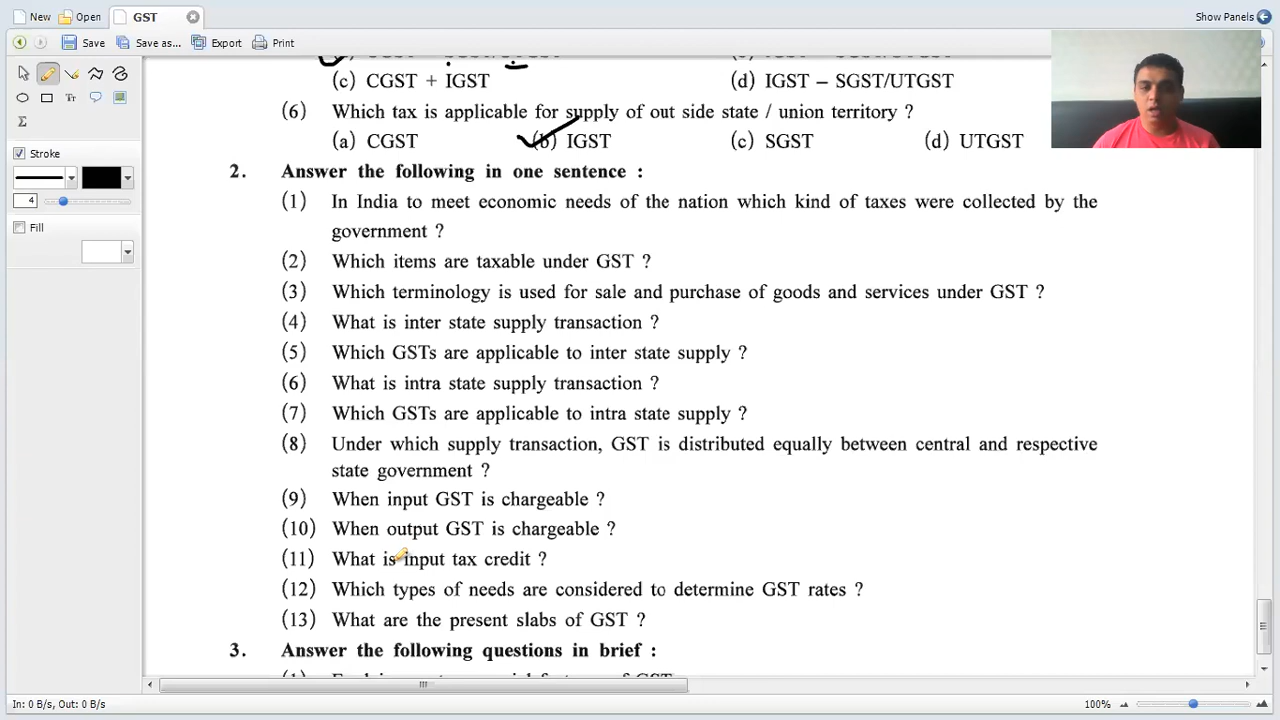 New Open GST Show Panels
Save Save as... Export Print
(c) CGST + IGST (d) IGST – SGST/UTGST
(6) Which tax is applicable for supply of out side state / union territory ?
(a) CGST (b) IGST (c) SGST (d) UTGST
Stroke
2. Answer the following in one sentence :
(1) In India to meet economic needs of the nation which kind of taxes were collected by the
4
government ?
Fill
(2) Which items are taxable under GST ?
(3) Which terminology is used for sale and purchase of goods and services under GST ?
(4) What is inter state supply transaction ?
(5) Which GSTs are applicable to inter state supply ?
(6) What is intra state supply transaction ?
(7) Which GSTs are applicable to intra state supply ?
(8) Under which supply transaction, GST is distributed equally between central and respective
state government ?
(9) When input GST is chargeable ?
(10) When output GST is chargeable ?
(11) What is input tax credit ?
(12) Which types of needs are considered to determine GST rates ?
(13) What are the present slabs of GST ?
3. Answer the following questions in brief :
In: 0 B/s, Out: 0 B/s 100%